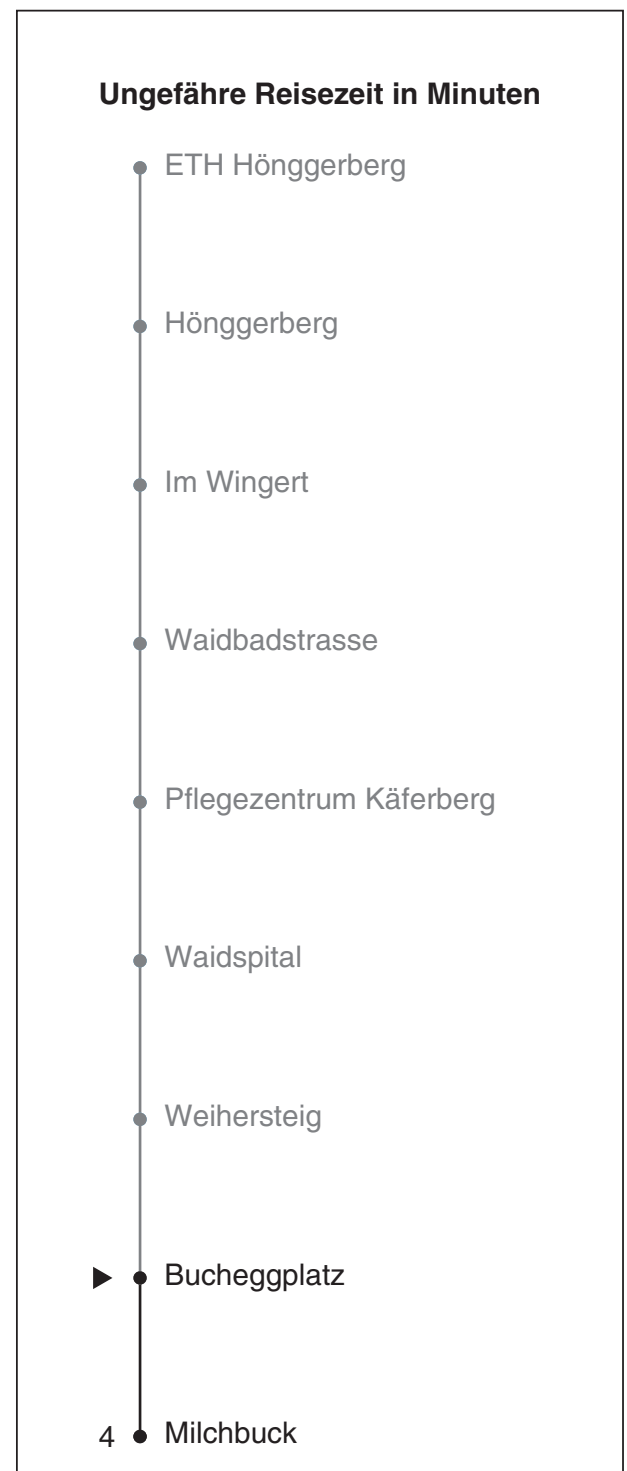 Ungefähre Reisezeit in Minuten
ETH Hönggerberg
Hönggerberg
Im Wingert
Waidbadstrasse
Pflegezentrum Käferberg
Waidspital
Weihersteig
Bucheggplatz
4 Milchbuck